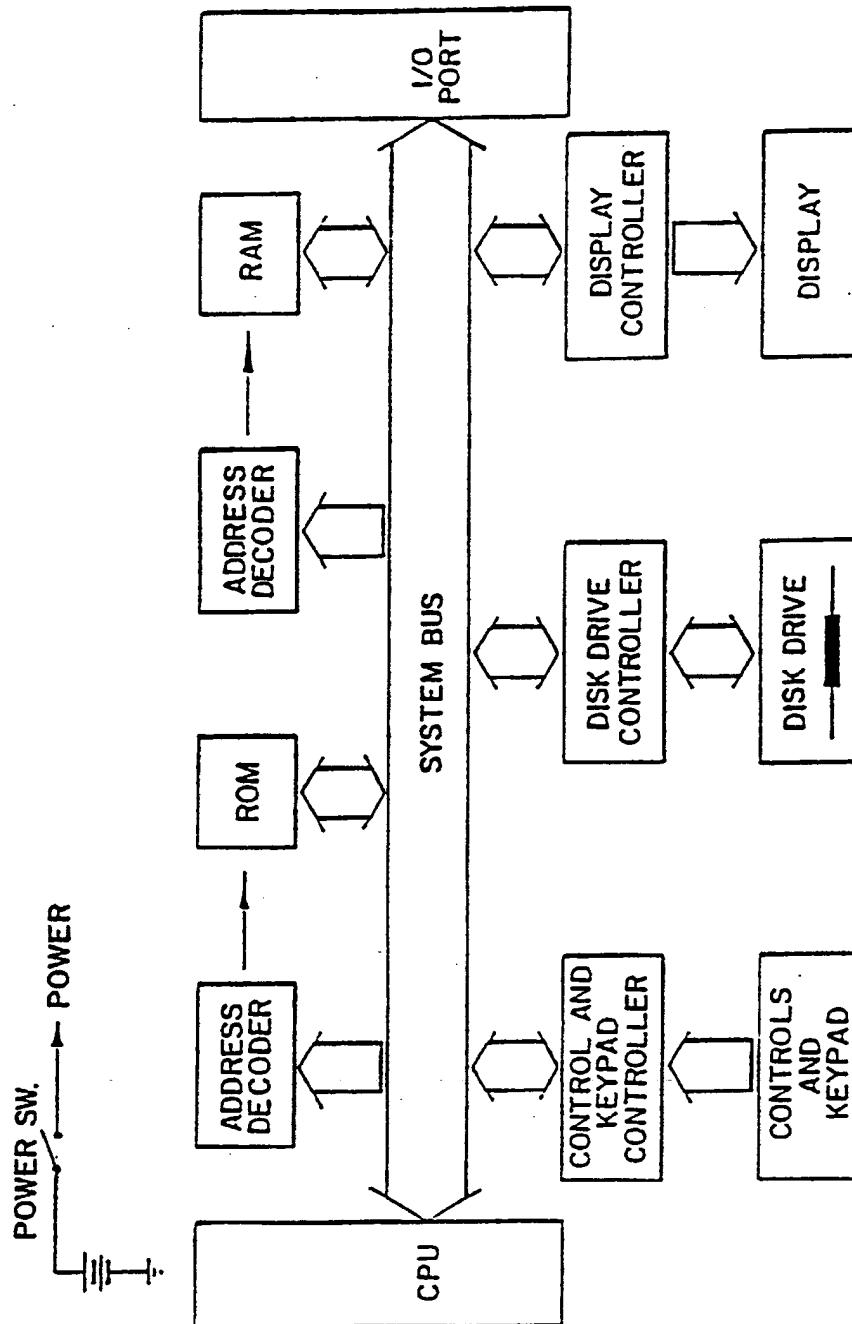 POWER SW.
POWER
ADDRESS
DECODER
ROM
ADDRESS
DECODER
RAM
CPU
SYSTEM BUS
I/O
PORT
CONTROL AND
KEYPAD
CONTROLLER
DISK DRIVE
CONTROLLER
DISPLAY
CONTROLLER
CONTROLS
AND
KEYPAD
DISK DRIVE
DISPLAY